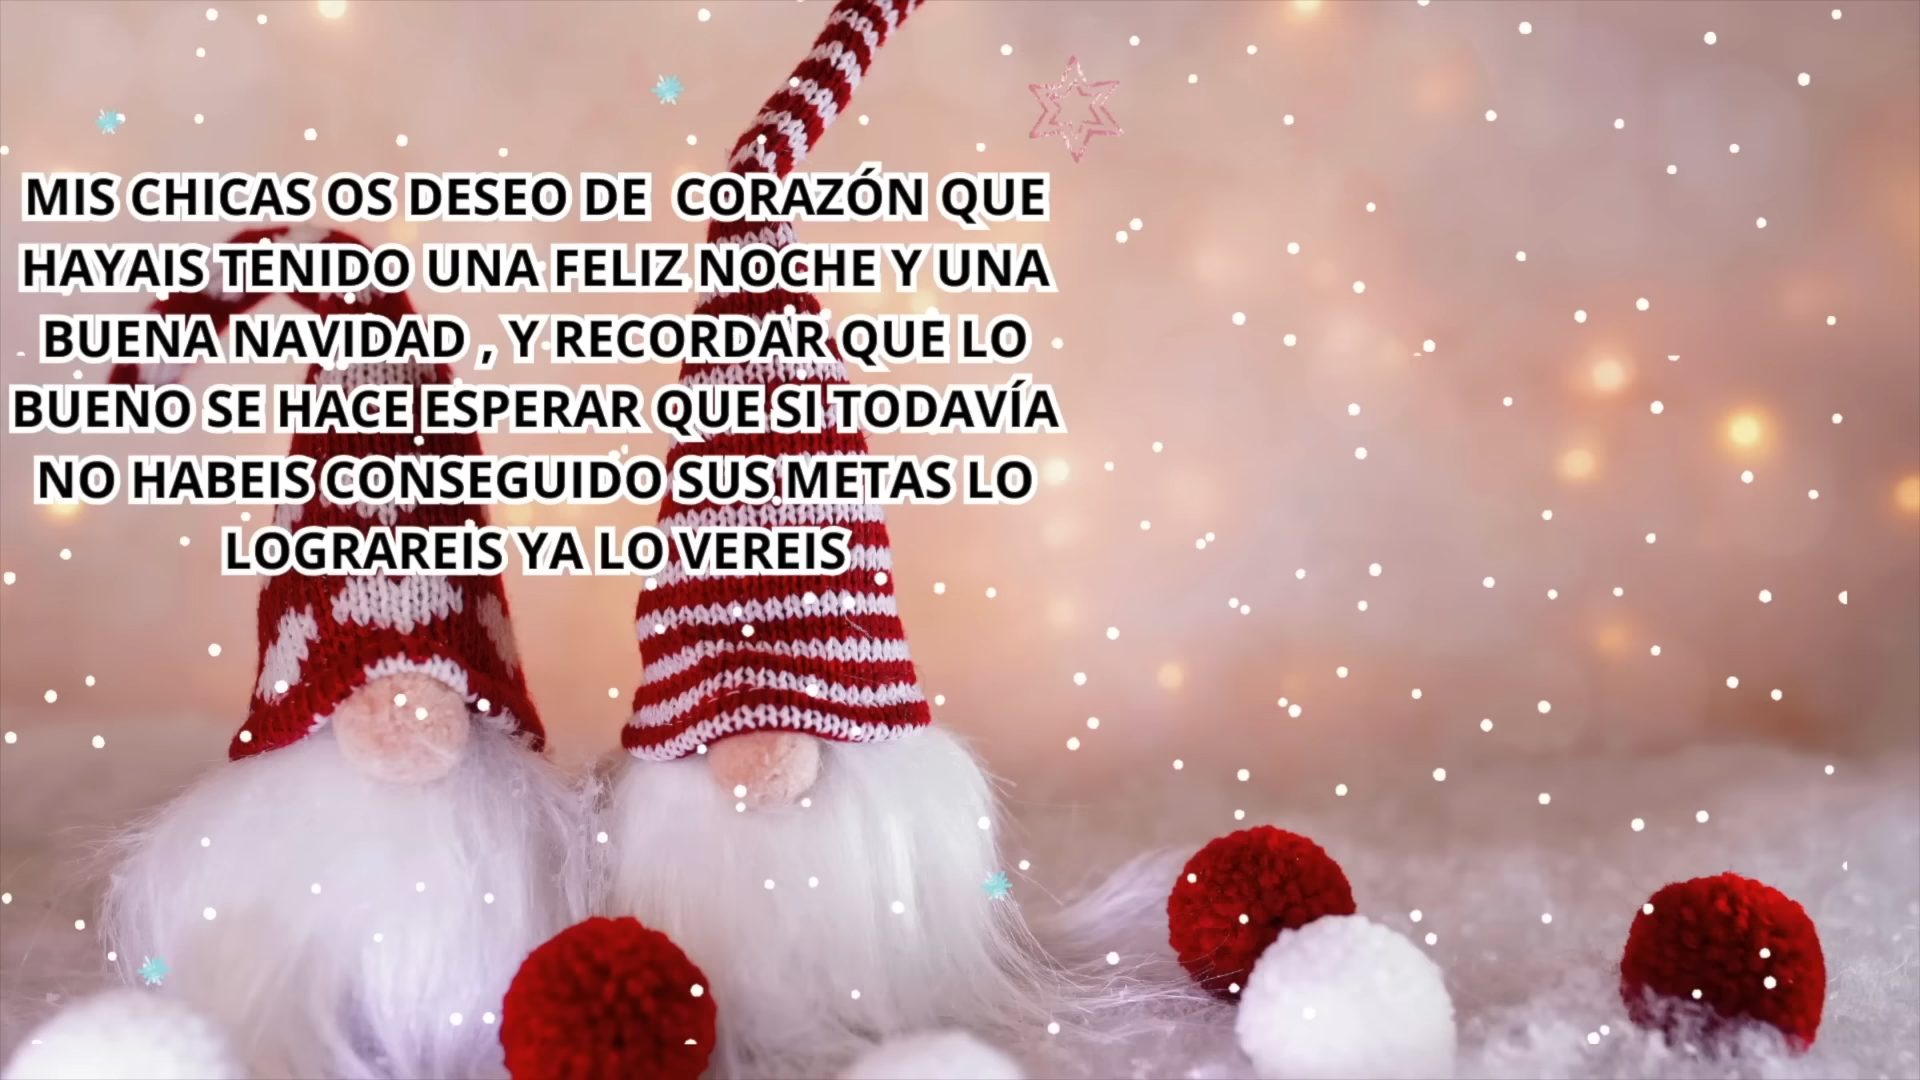 MIS CHICAS OS DESEO DE  CORAZÓN QUE
HAYAIS TENIDO UNA FELIZ NOCHE Y UNA
BUENA NAVIDAD , Y RECORDAR QUE LO
BUENO SE HACE ESPERAR QUE SI TODAVÍA
NO HABEIS CONSEGUIDO SUS METAS LO
LOGRAREIS YA LO VEREIS